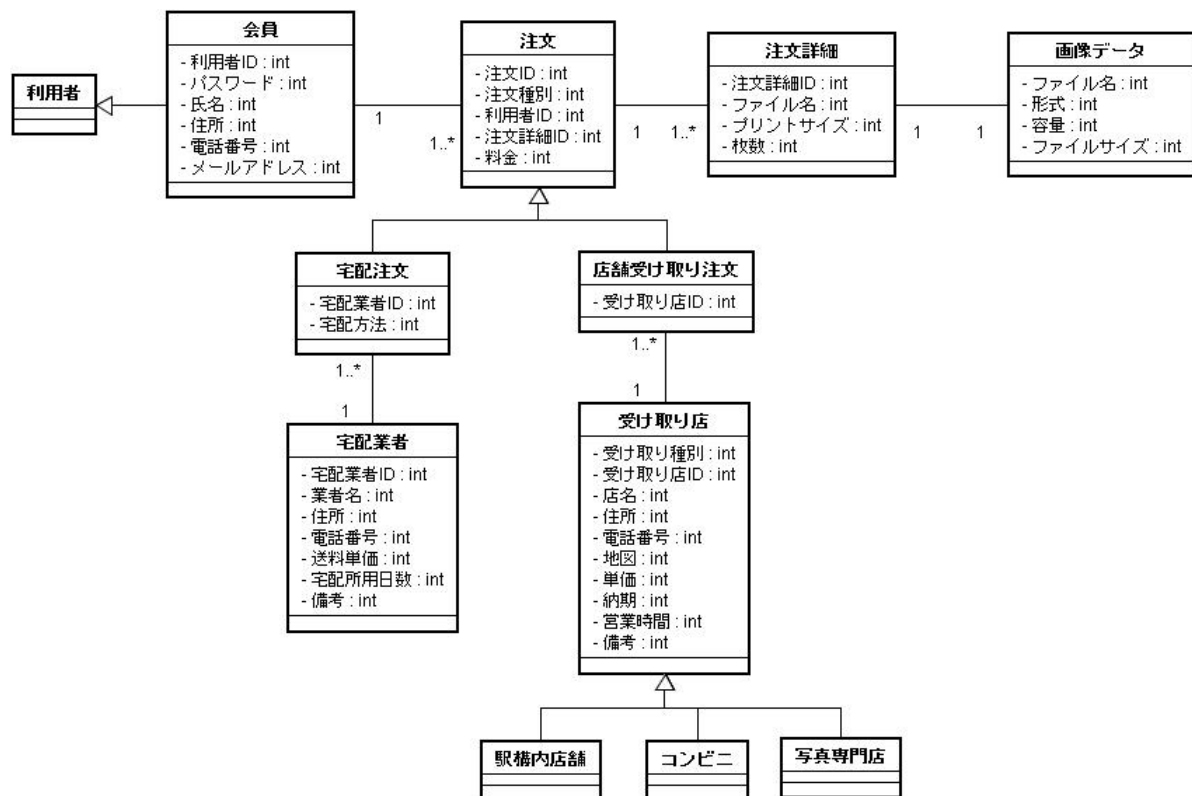 利用者
会員
- 利用者ID : int
- パスワード : int
- 氏名 : int
- 住所 : int
- 電話番号 : int
- メールアドレス : int
1
1..*
注文
- 注文ID : int
- 注文種別 : int
- 利用者ID : int
- 注文詳細ID : int
- 料金 : int
1
1..*
注文詳細
- 注文詳細ID : int
- ファイル名 : int
- プリントサイズ : int
- 枚数 : int
1
1
画像データ
- ファイル名 : int
- 形式 : int
- 容量 : int
- ファイルサイズ : int
宅配注文
- 宅配業者ID : int
- 宅配方法 : int
1..*
1
宅配業者
- 宅配業者ID : int
- 業者名 : int
- 住所 : int
- 電話番号 : int
- 送料単価 : int
- 宅配所用日数 : int
- 備考 : int
店舗受け取り注文
- 受け取り店ID : int
1..*
1
受け取り店
- 受け取り種別 : int
- 受け取り店ID : int
- 店名 : int
- 住所 : int
- 電話番号 : int
- 地図 : int
- 単価 : int
- 納期 : int
- 営業時間 : int
- 備考 : int
駅構内店舗
コンビニ
写真専門店